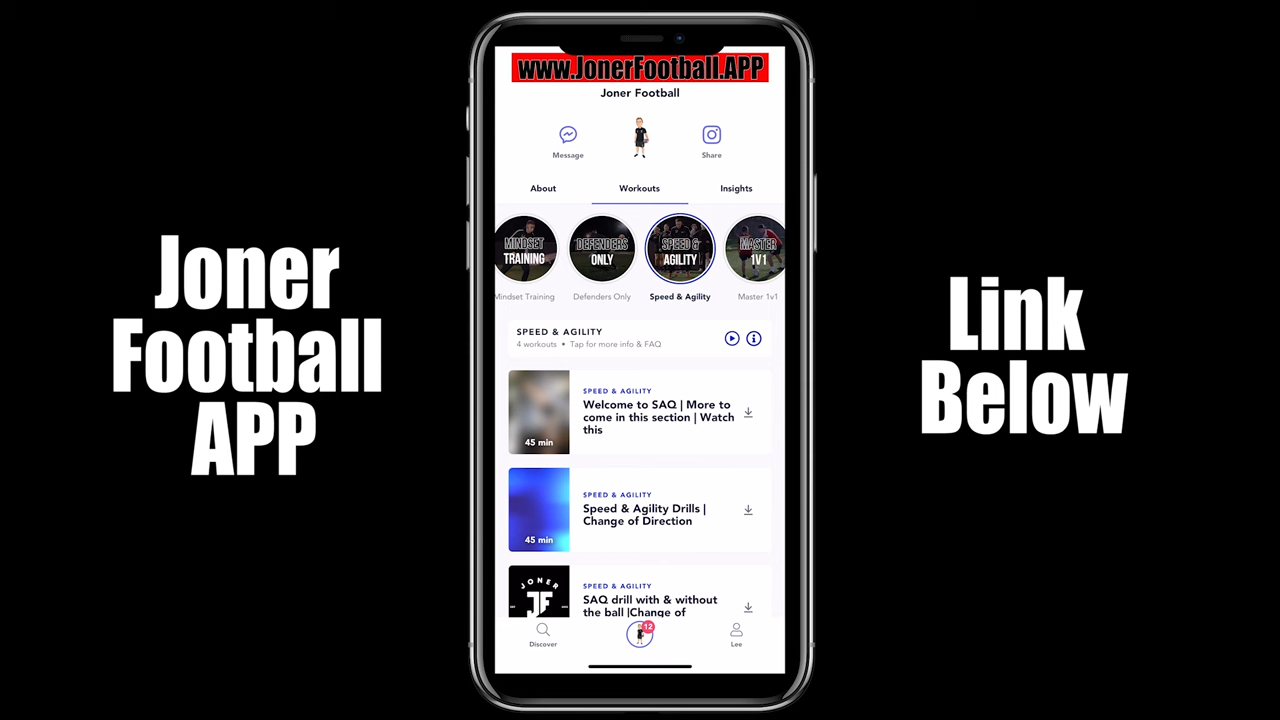 Joner
Football
APP
www.JonerFootball.APP
Joner Football
Message
Share
About
Workouts
Insights
MINDSET
TRAINING
DEFENDERS
ONLY
SPEED &
AGILITY
MASTER
1V1
Mindset Training
Defenders Only
Speed & Agility
Master 1v1
SPEED & AGILITY
4 workouts • Tap for more info & FAQ
SPEED & AGILITY
Welcome to SAQ | More to
come in this section | Watch
this
45 min
SPEED & AGILITY
Speed & Agility Drills |
Change of Direction
45 min
JONER
JF
SPEED & AGILITY
SAQ drill with & without
the ball |Change of
12
Discover
Lee
Link
Below